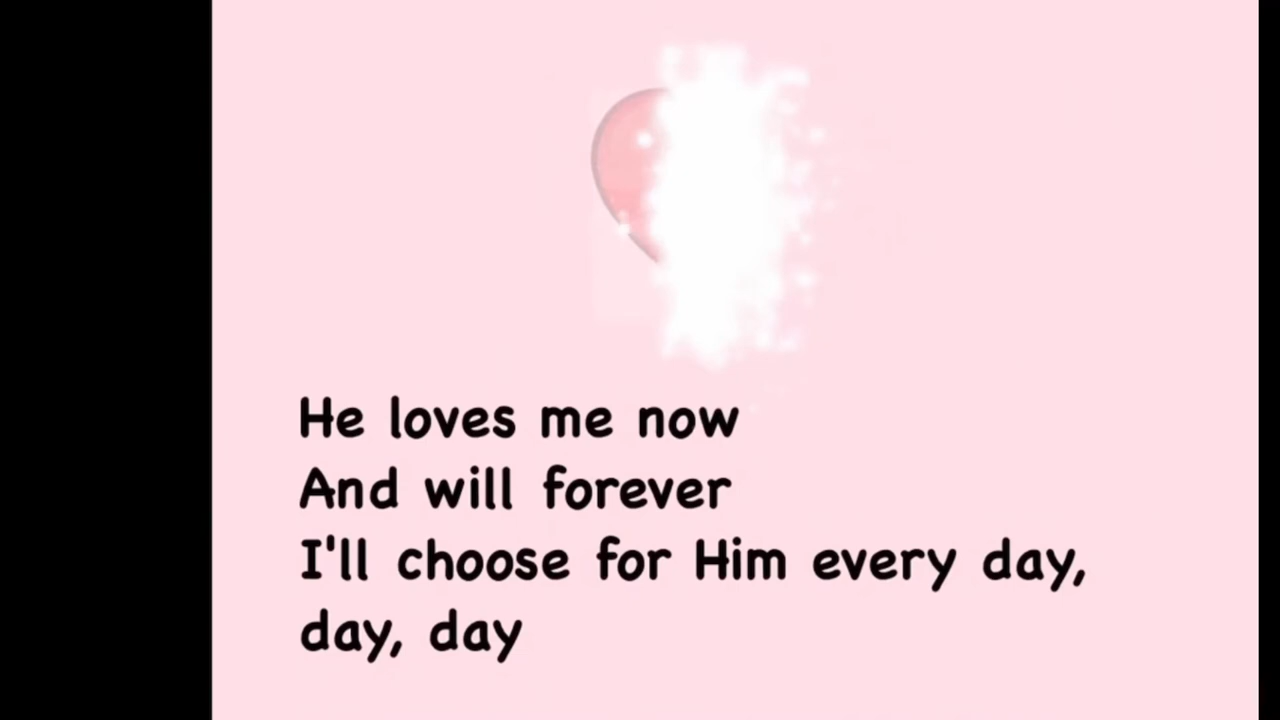 He loves me now
And will forever
I'll choose for Him every day,
day, day